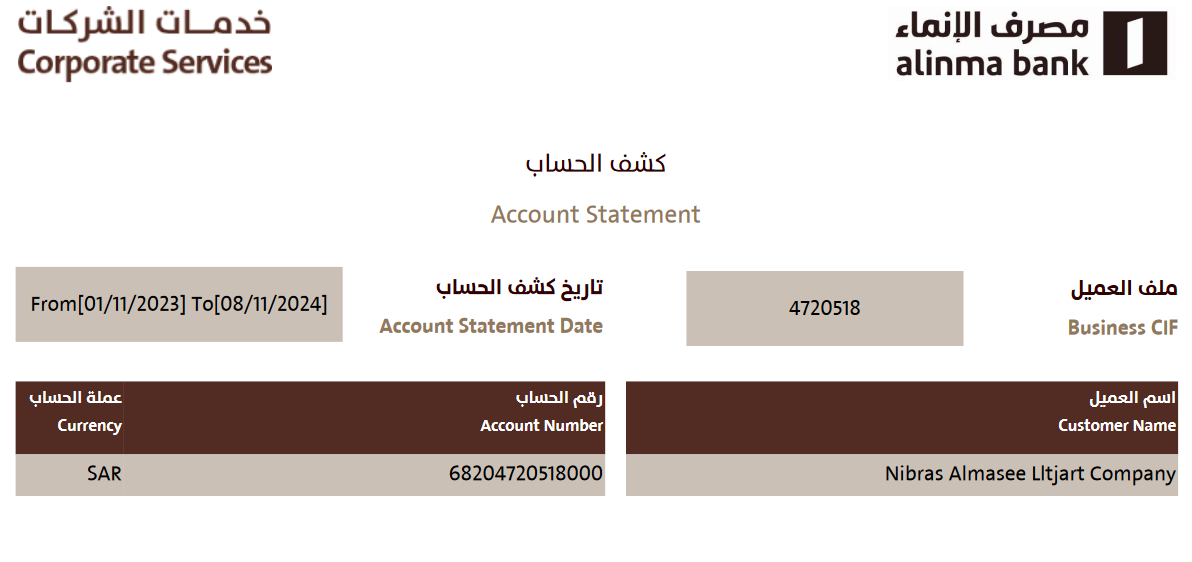 خدمـات الشركـات
Corporate Services
مصرف الإنماء
alinma bank
كشف الحساب
Account Statement
ملف العميل
Business CIF
4720518
تاريخ كشف الحساب
Account Statement Date
From[01/11/2023] To[08/11/2024]
اسم العميل
Customer Name
Nibras Almasee Lltjart Company
رقم الحساب
Account Number
68204720518000
عملة الحساب
Currency
SAR